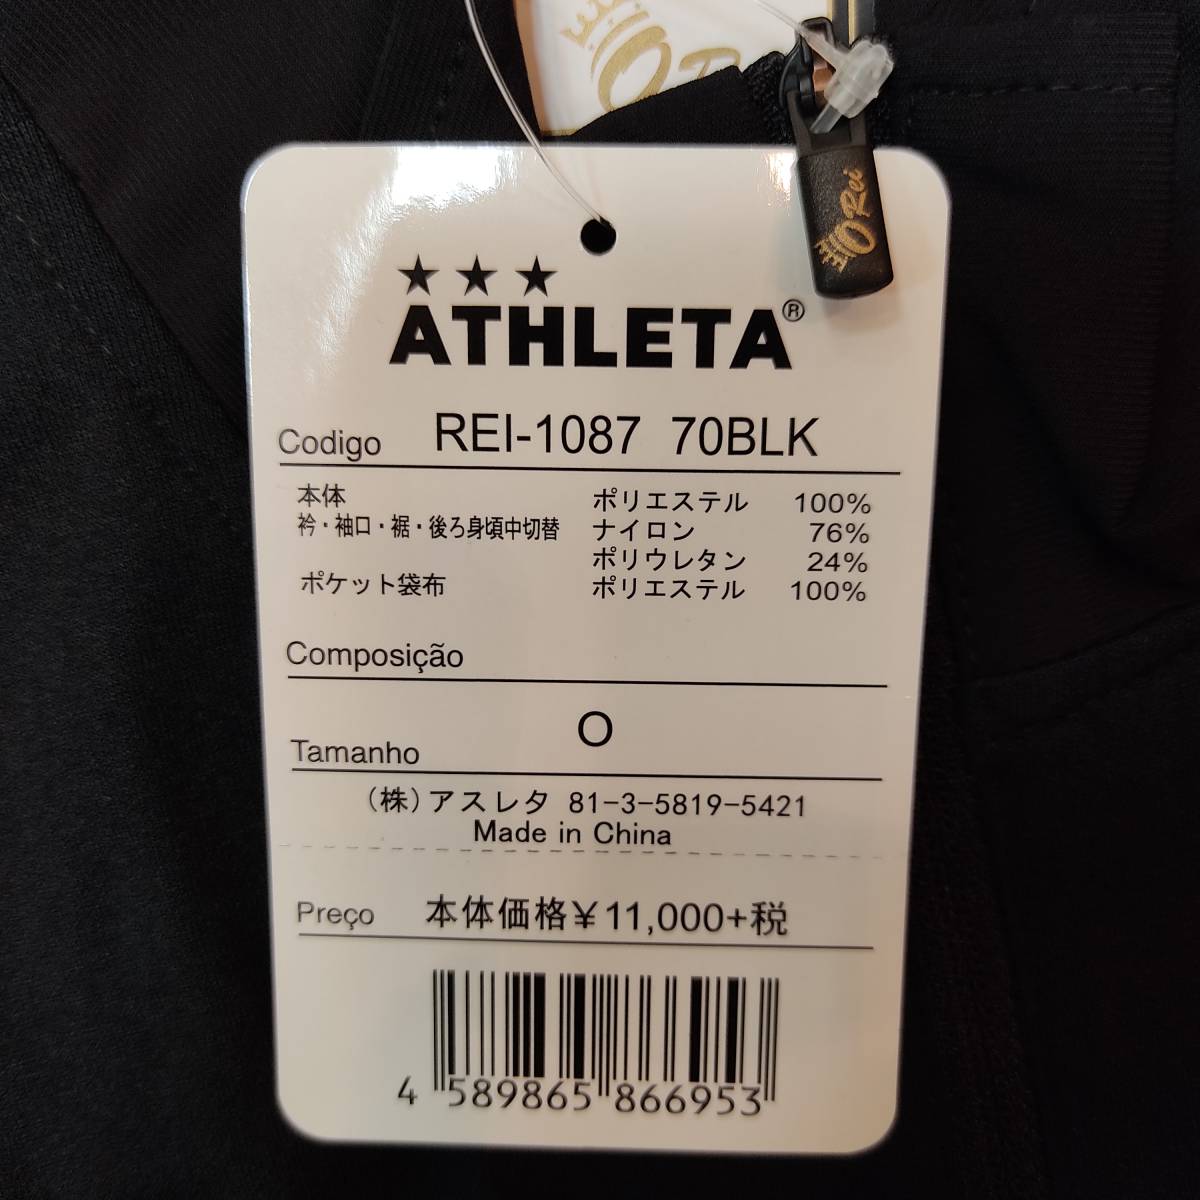 O Rei
★★★
ATHLETA®
Codigo REI-1087 70BLK
本体 ポリエステル 100%
衿・袖口・裾・後ろ身頃中切替 ナイロン 76%
ポリウレタン 24%
ポケット袋布 ポリエステル 100%
Composição
Tamanho O
(株)アスレタ 81-3-5819-5421
Made in China
Preço 本体価格¥11,000+税
4 589865 866953